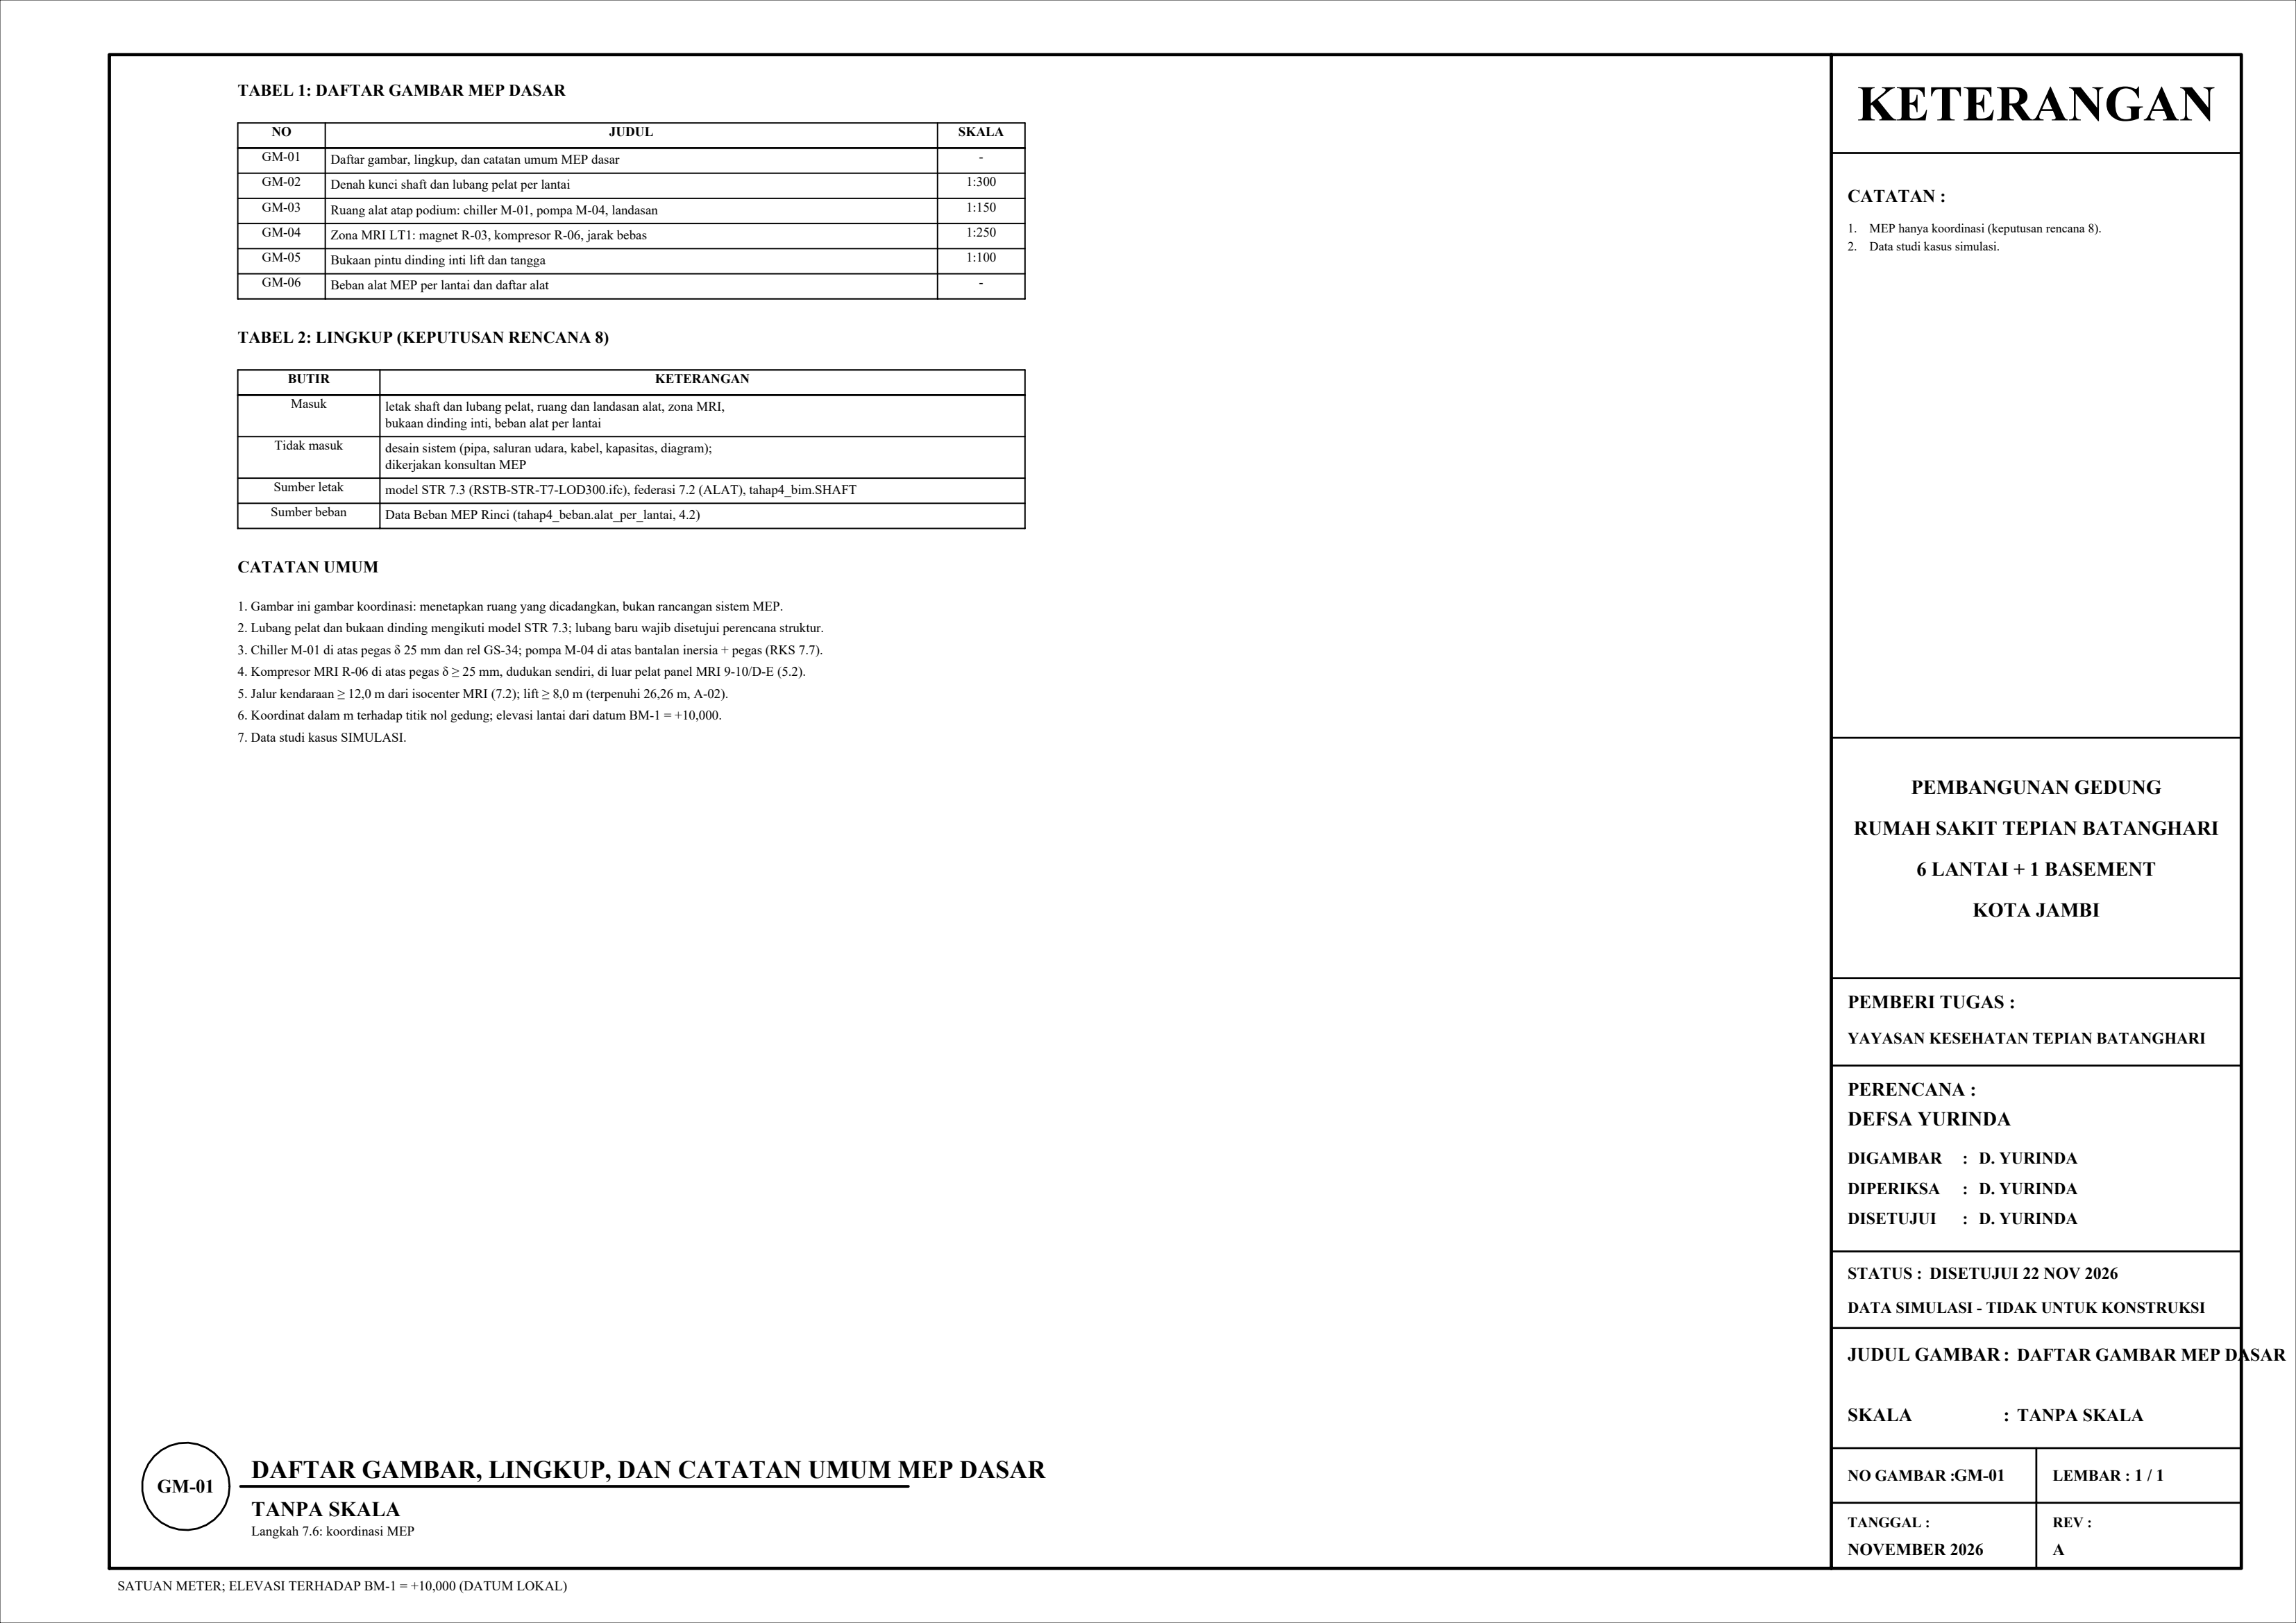 TABEL 1: DAFTAR GAMBAR MEP DASAR
NO JUDUL SKALA
GM-01 Daftar gambar, lingkup, dan catatan umum MEP dasar -
GM-02 Denah kunci shaft dan lubang pelat per lantai 1:300
GM-03 Ruang alat atap podium: chiller M-01, pompa M-04, landasan 1:150
GM-04 Zona MRI LT1: magnet R-03, kompresor R-06, jarak bebas 1:250
GM-05 Bukaan pintu dinding inti lift dan tangga 1:100
GM-06 Beban alat MEP per lantai dan daftar alat -
TABEL 2: LINGKUP (KEPUTUSAN RENCANA 8)
BUTIR KETERANGAN
Masuk letak shaft dan lubang pelat, ruang dan landasan alat, zona MRI,
bukaan dinding inti, beban alat per lantai
Tidak masuk desain sistem (pipa, saluran udara, kabel, kapasitas, diagram);
dikerjakan konsultan MEP
Sumber letak model STR 7.3 (RSTB-STR-T7-LOD300.ifc), federasi 7.2 (ALAT), tahap4_bim.SHAFT
Sumber beban Data Beban MEP Rinci (tahap4_beban.alat_per_lantai, 4.2)
CATATAN UMUM
1. Gambar ini gambar koordinasi: menetapkan ruang yang dicadangkan, bukan rancangan sistem MEP.
2. Lubang pelat dan bukaan dinding mengikuti model STR 7.3; lubang baru wajib disetujui perencana struktur.
3. Chiller M-01 di atas pegas δ 25 mm dan rel GS-34; pompa M-04 di atas bantalan inersia + pegas (RKS 7.7).
4. Kompresor MRI R-06 di atas pegas δ ≥ 25 mm, dudukan sendiri, di luar pelat panel MRI 9-10/D-E (5.2).
5. Jalur kendaraan ≥ 12,0 m dari isocenter MRI (7.2); lift ≥ 8,0 m (terpenuhi 26,26 m, A-02).
6. Koordinat dalam m terhadap titik nol gedung; elevasi lantai dari datum BM-1 = +10,000.
7. Data studi kasus SIMULASI.
GM-01
DAFTAR GAMBAR, LINGKUP, DAN CATATAN UMUM MEP DASAR
TANPA SKALA
Langkah 7.6: koordinasi MEP
SATUAN METER; ELEVASI TERHADAP BM-1 = +10,000 (DATUM LOKAL)
KETERANGAN
CATATAN :
1. MEP hanya koordinasi (keputusan rencana 8).
2. Data studi kasus simulasi.
PEMBANGUNAN GEDUNG
RUMAH SAKIT TEPIAN BATANGHARI
6 LANTAI + 1 BASEMENT
KOTA JAMBI
PEMBERI TUGAS :
YAYASAN KESEHATAN TEPIAN BATANGHARI
PERENCANA :
DEFSA YURINDA
DIGAMBAR : D. YURINDA
DIPERIKSA : D. YURINDA
DISETUJUI : D. YURINDA
STATUS : DISETUJUI 22 NOV 2026
DATA SIMULASI - TIDAK UNTUK KONSTRUKSI
JUDUL GAMBAR : DAFTAR GAMBAR MEP DASAR
SKALA : TANPA SKALA
NO GAMBAR :GM-01 LEMBAR : 1 / 1
TANGGAL : REV :
NOVEMBER 2026 A